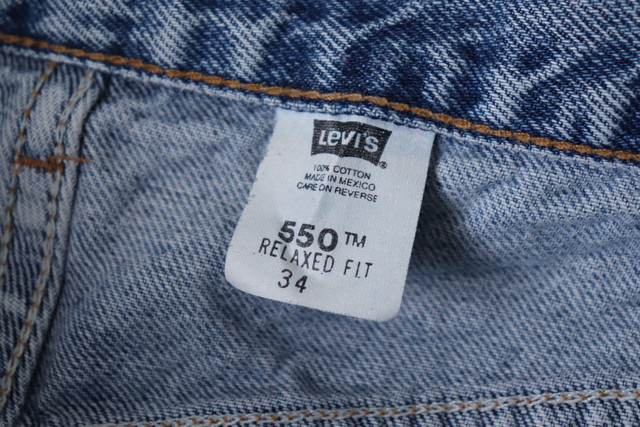 Levi's®
100% COTTON
MADE IN MEXICO
CARE ON REVERSE
550™
RELAXED FIT
34